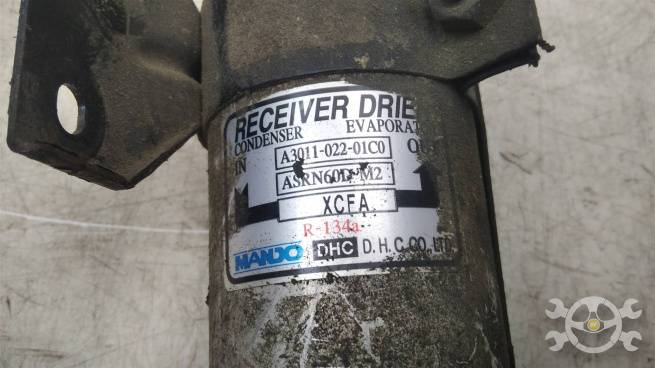 RECEIVER DRIE
CONDENSER EVAPORAT
IN A3011-022-01C0 OU
ASRN60D-M2
XCFA
R-134a
MANDO DHC D. H. C. CO., LTD.